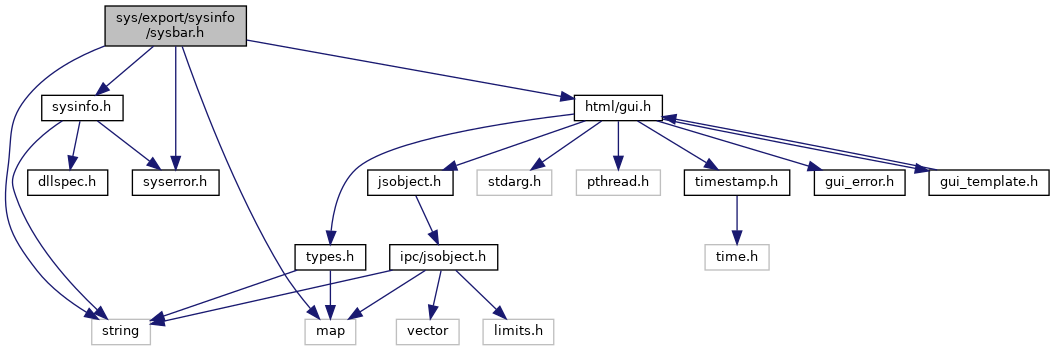 sys/export/sysinfo
/sysbar.h
sysinfo.h
html/gui.h
dllspec.h
syserror.h
jsobject.h
stdarg.h
pthread.h
timestamp.h
gui_error.h
gui_template.h
types.h
ipc/jsobject.h
time.h
string
map
vector
limits.h